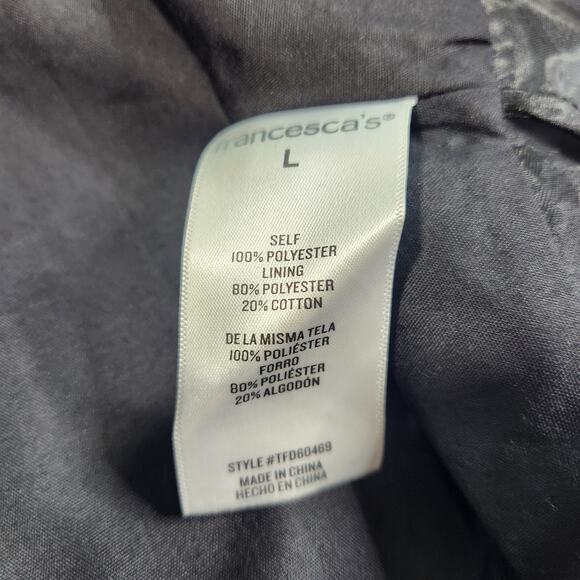 francesca's®
L
SELF
100% POLYESTER
LINING
80% POLYESTER
20% COTTON
DE LA MISMA TELA
100% POLIÉSTER
FORRO
80% POLIÉSTER
20% ALGODÓN
STYLE #TFD60469
MADE IN CHINA
HECHO EN CHINA